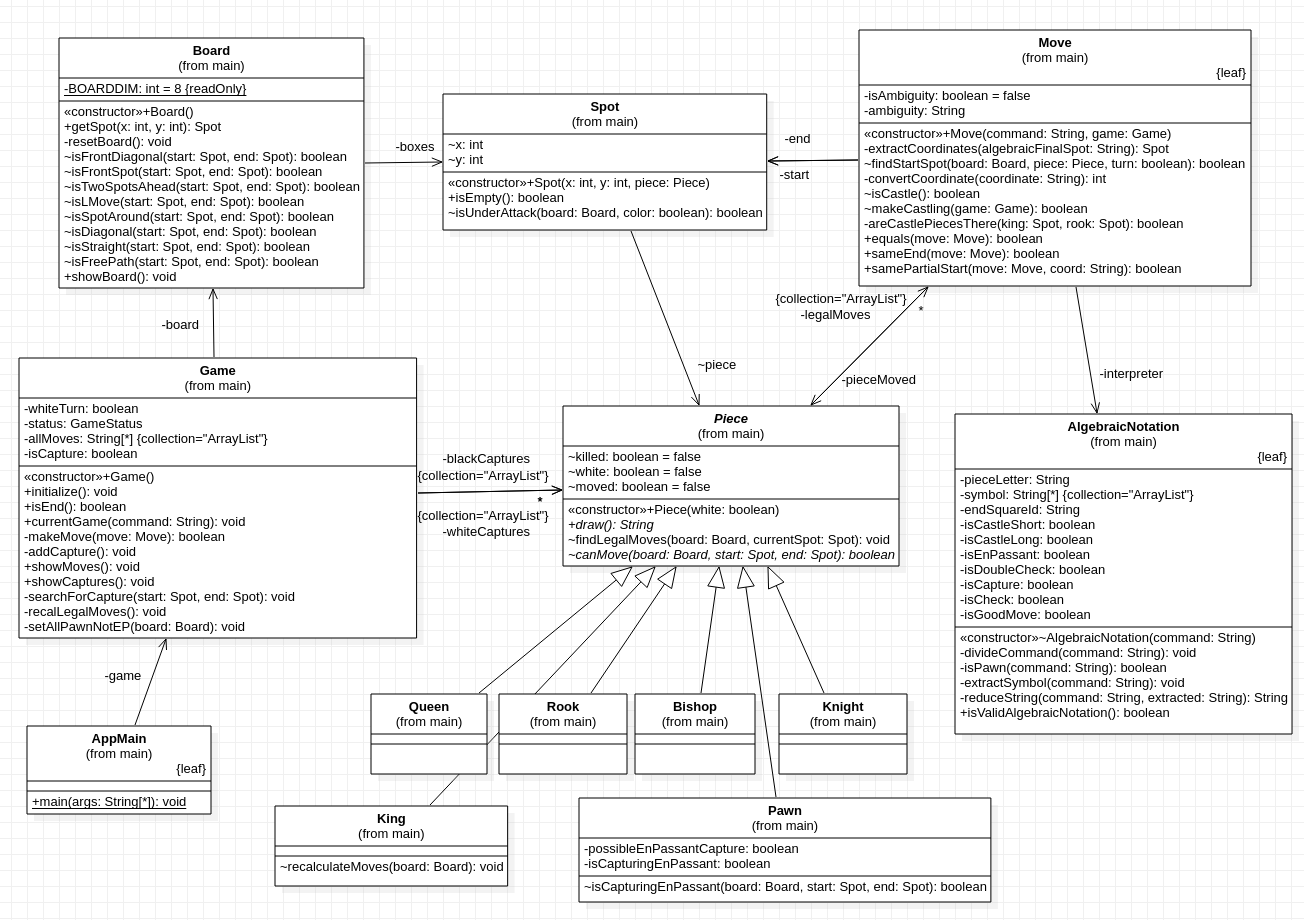 Board
(from main)
-BOARDDIM: int = 8 {readOnly}
«constructor»+Board()
+getSpot(x: int, y: int): Spot
-resetBoard(): void
~isFrontDiagonal(start: Spot, end: Spot): boolean
~isFrontSpot(start: Spot, end: Spot): boolean
~isTwoSpotsAhead(start: Spot, end: Spot): boolean
~isLMove(start: Spot, end: Spot): boolean
~isSpotAround(start: Spot, end: Spot): boolean
~isDiagonal(start: Spot, end: Spot): boolean
~isStraight(start: Spot, end: Spot): boolean
~isFreePath(start: Spot, end: Spot): boolean
+showBoard(): void
-boxes
Spot
(from main)
~x: int
~y: int
«constructor»+Spot(x: int, y: int, piece: Piece)
+isEmpty(): boolean
~isUnderAttack(board: Board, color: boolean): boolean
-end
-start
Move
(from main)
{leaf}
-isAmbiguity: boolean = false
-ambiguity: String
«constructor»+Move(command: String, game: Game)
-extractCoordinates(algebraicFinalSpot: String): Spot
~findStartSpot(board: Board, piece: Piece, turn: boolean): boolean
-convertCoordinate(coordinate: String): int
~isCastle(): boolean
~makeCastling(game: Game): boolean
-areCastlePiecesThere(king: Spot, rook: Spot): boolean
+equals(move: Move): boolean
+sameEnd(move: Move): boolean
+samePartialStart(move: Move, coord: String): boolean
{collection="ArrayList"}
-legalMoves
*
-board
~piece
-pieceMoved
-interpreter
Game
(from main)
-whiteTurn: boolean
-status: GameStatus
-allMoves: String[*] {collection="ArrayList"}
-isCapture: boolean
«constructor»+Game()
+initialize(): void
+isEnd(): boolean
+currentGame(command: String): void
-makeMove(move: Move): boolean
-addCapture(): void
+showMoves(): void
+showCaptures(): void
-searchForCapture(start: Spot, end: Spot): void
-recalLegalMoves(): void
-setAllPawnNotEP(board: Board): void
-blackCaptures
{collection="ArrayList"}
*
{collection="ArrayList"}
-whiteCaptures
Piece
(from main)
~killed: boolean = false
~white: boolean = false
~moved: boolean = false
«constructor»+Piece(white: boolean)
+draw(): String
~findLegalMoves(board: Board, currentSpot: Spot): void
~canMove(board: Board, start: Spot, end: Spot): boolean
AlgebraicNotation
(from main)
{leaf}
-pieceLetter: String
-symbol: String[*] {collection="ArrayList"}
-endSquareId: String
-isCastleShort: boolean
-isCastleLong: boolean
-isEnPassant: boolean
-isDoubleCheck: boolean
-isCapture: boolean
-isCheck: boolean
-isGoodMove: boolean
«constructor»~AlgebraicNotation(command: String)
-divideCommand(command: String): void
-isPawn(command: String): boolean
-extractSymbol(command: String): void
-reduceString(command: String, extracted: String): String
+isValidAlgebraicNotation(): boolean
-game
AppMain
(from main)
{leaf}
+main(args: String[*]): void
Queen
(from main)
Rook
(from main)
Bishop
(from main)
Knight
(from main)
King
(from main)
~recalculateMoves(board: Board): void
Pawn
(from main)
-possibleEnPassantCapture: boolean
-isCapturingEnPassant: boolean
~isCapturingEnPassant(board: Board, start: Spot, end: Spot): boolean